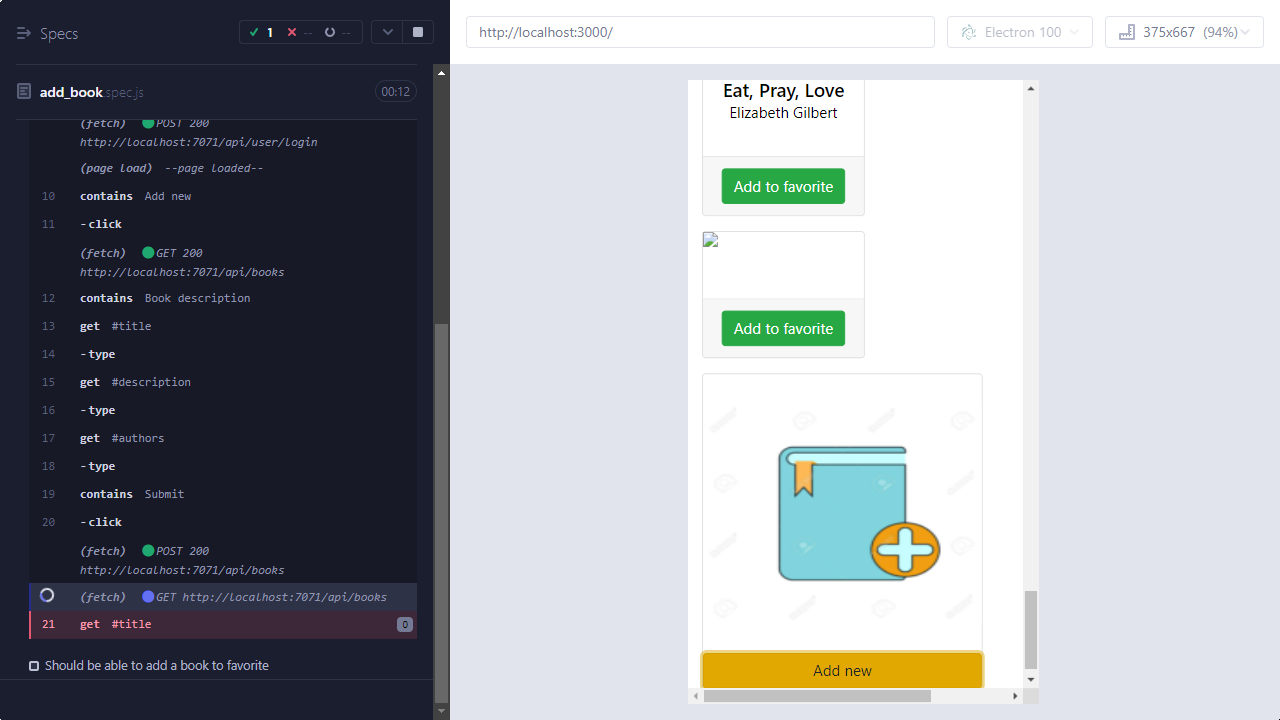 Specs
1
--
--
http://localhost:3000/
Electron 100
375x667 (94%)
add_book.spec.js
00:12
(fetch) POST 200
http://localhost:7071/api/user/login
(page load) --page loaded--
10 contains Add new
11 -click
(fetch) GET 200
http://localhost:7071/api/books
12 contains Book description
13 get #title
14 -type
15 get #description
16 -type
17 get #authors
18 -type
19 contains Submit
20 -click
(fetch) POST 200
http://localhost:7071/api/books
(fetch) GET http://localhost:7071/api/books
21 get #title 0
Should be able to add a book to favorite
Eat, Pray, Love
Elizabeth Gilbert
Add to favorite
Add to favorite
Add new